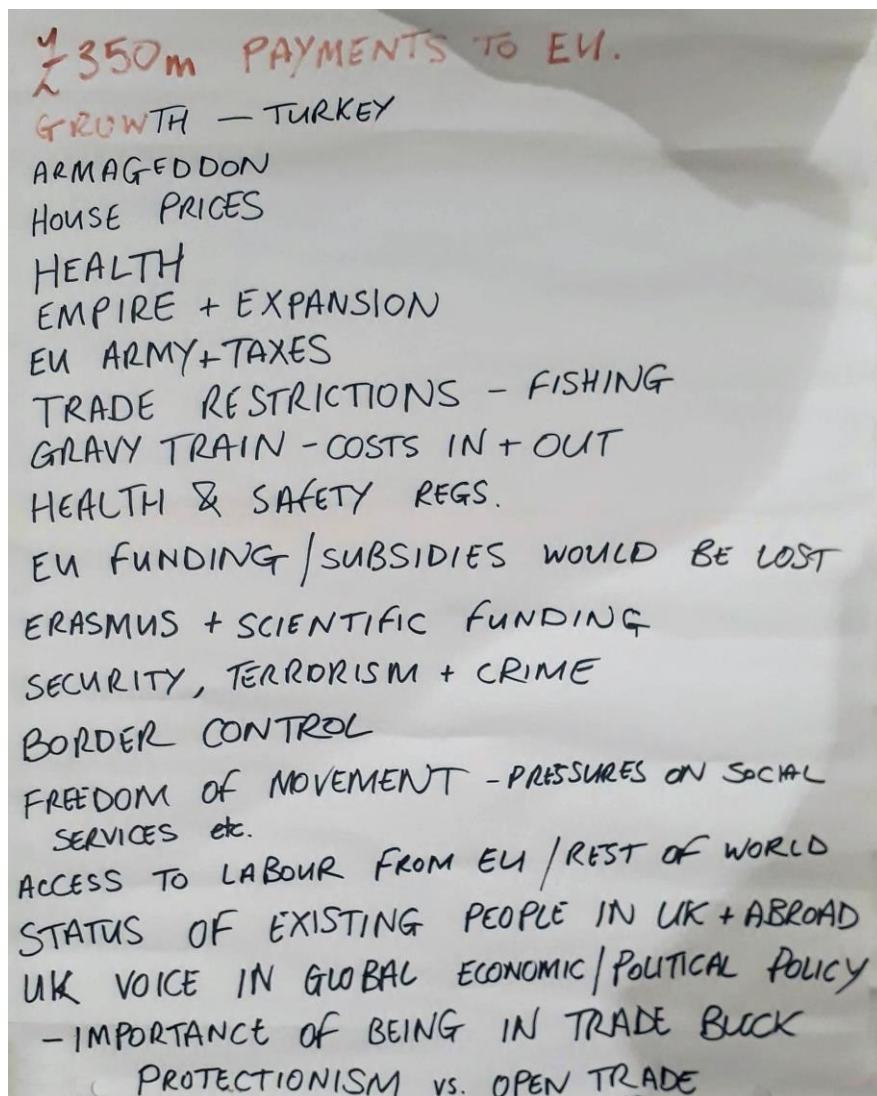 £350m PAYMENTS TO EU.
GROWTH — TURKEY
ARMAGEDDON
HOUSE PRICES
HEALTH
EMPIRE + EXPANSION
EU ARMY + TAXES
TRADE RESTRICTIONS - FISHING
GRAVY TRAIN - COSTS IN + OUT
HEALTH & SAFETY REGS.
EU FUNDING / SUBSIDIES WOULD BE LOST
ERASMUS + SCIENTIFIC FUNDING
SECURITY, TERRORISM + CRIME
BORDER CONTROL
FREEDOM OF MOVEMENT - PRESSURES ON SOCIAL
SERVICES etc.
ACCESS TO LABOUR FROM EU / REST OF WORLD
STATUS OF EXISTING PEOPLE IN UK + ABROAD
UK VOICE IN GLOBAL ECONOMIC / POLITICAL POLICY
- IMPORTANCE OF BEING IN TRADE BLOCK
PROTECTIONISM vs. OPEN TRADE